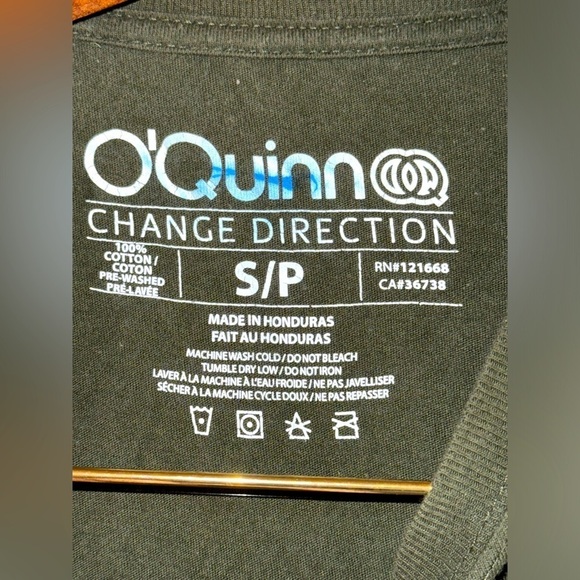 O'Quinn OQ
CHANGE DIRECTION
100%
COTTON /
COTON
PRE-WASHED
PRÉ-LAVÉE
S/P
RN#121668
CA#36738
MADE IN HONDURAS
FAIT AU HONDURAS
MACHINE WASH COLD / DO NOT BLEACH
TUMBLE DRY LOW / DO NOT IRON
LAVER À LA MACHINE À L'EAU FROIDE / NE PAS JAVELLISER
SÉCHER À LA MACHINE CYCLE DOUX / NE PAS REPASSER